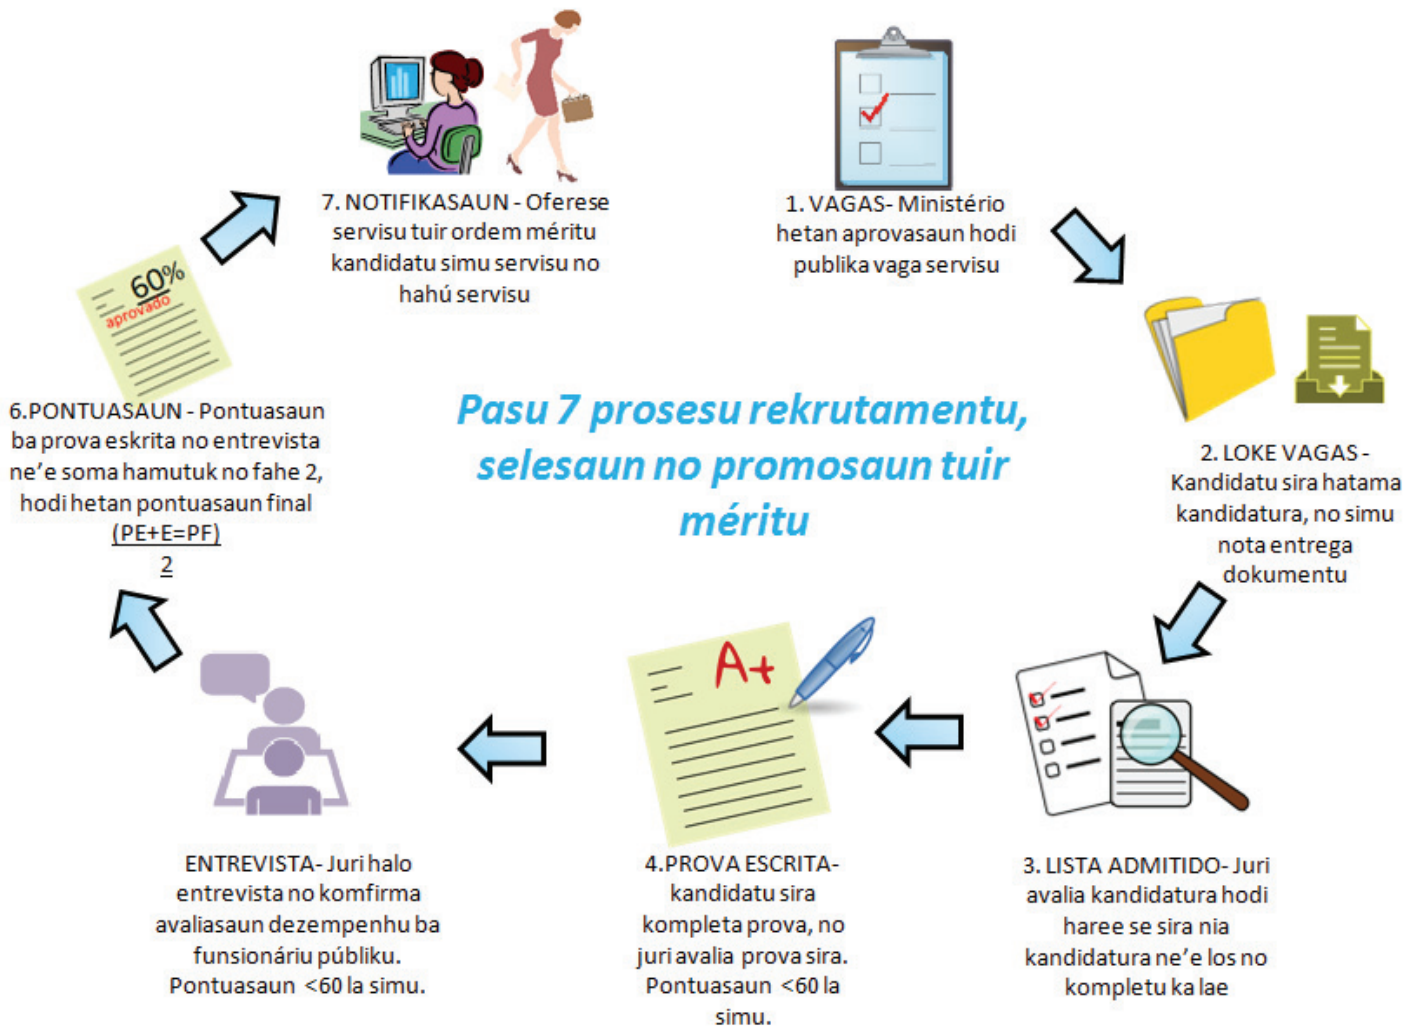 Pasu 7 prosesu rekrutamentu,
selesaun no promosaun tuir
méritu
1. VAGAS- Ministério
hetan aprovasaun hodi
publika vaga servisu
2. LOKE VAGAS -
Kandidatu sira hatama
kandidatura, no simu
nota entrega
dokumentu
3. LISTA ADMITIDO- Juri
avalia kandidatura hodi
haree se sira nia
kandidatura ne'e los no
kompletu ka lae
A+
4.PROVA ESCRITA-
kandidatu sira
kompleta prova, no
juri avalia prova sira.
Pontuasaun <60 la
simu.
ENTREVISTA- Juri halo
entrevista no komfirma
avaliasaun dezempenhu ba
funsionáriu públiku.
Pontuasaun <60 la simu.
60%
aprovado
6.PONTUASAUN - Pontuasaun
ba prova eskrita no entrevista
ne'e soma hamutuk no fahe 2,
hodi hetan pontuasaun final
(PE+E=PF)
2
7. NOTIFIKASAUN - Oferese
servisu tuir ordem méritu
kandidatu simu servisu no
hahú servisu